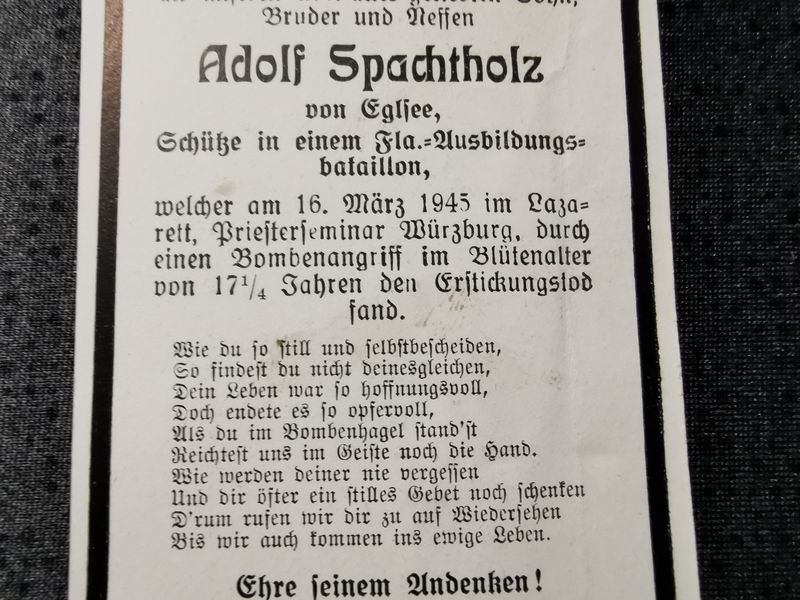 an unseren Sohn,
Bruder und Neffen
Adolf Spachtholz
von Eglsee,
Schütze in einem Fla.-Ausbildungs-
bataillon,
welcher am 16. März 1945 im Laza-
rett, Priesterseminar Würzburg, durch
einen Bombenangriff im Blütenalter
von 17 1/4 Jahren den Erstickungstod
fand.
Wie du so still und selbstbescheiden,
So findest du nicht deinesgleichen,
Dein Leben war so hoffnungsvoll,
Doch endete es so opfervoll,
Als du im Bombenhagel stand'st
Reichtest uns im Geiste noch die Hand.
Wie werden deiner nie vergessen
Und dir öfter ein stilles Gebet noch schenken
D'rum rufen wir dir zu auf Wiedersehen
Bis wir auch kommen ins ewige Leben.
Ehre seinem Andenken!